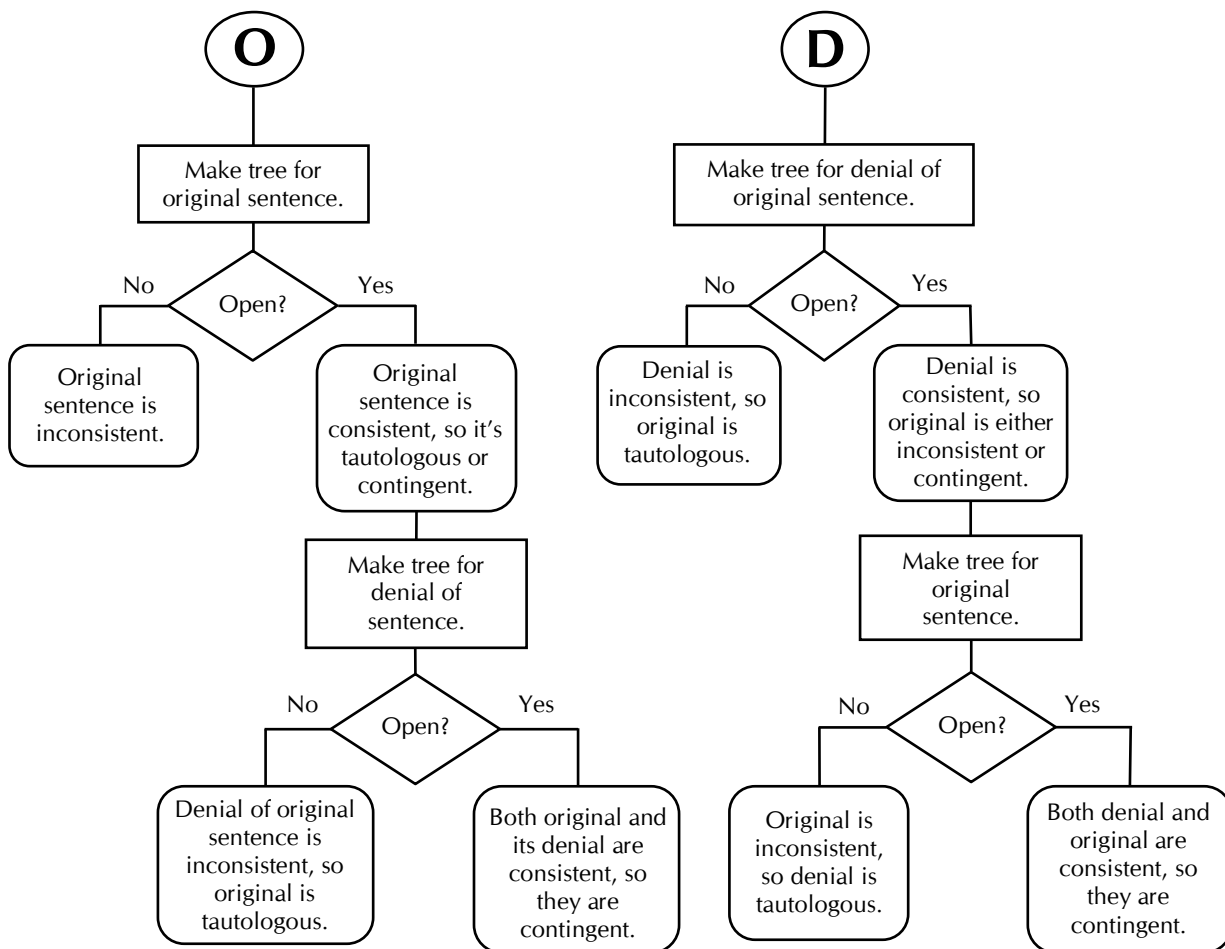 O
Make tree for
original sentence.
Open?
No
Yes
Original
sentence is
inconsistent.
Original
sentence is
consistent, so it's
tautologous or
contingent.
Make tree for
denial of
sentence.
Open?
No
Yes
Denial of original
sentence is
inconsistent, so
original is
tautologous.
Both original and
its denial are
consistent, so
they are
contingent.
D
Make tree for denial of
original sentence.
Open?
No
Yes
Denial is
inconsistent, so
original is
tautologous.
Denial is
consistent, so
original is either
inconsistent or
contingent.
Make tree for
original
sentence.
Open?
No
Yes
Original is
inconsistent,
so denial is
tautologous.
Both denial and
original are
consistent, so
they are
contingent.